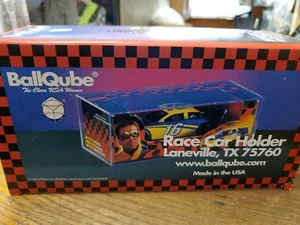 BallQube®
The Clear USA Winner
16
Race Car Holder
Laneville, TX 75760
www.ballqube.com
Made in the USA